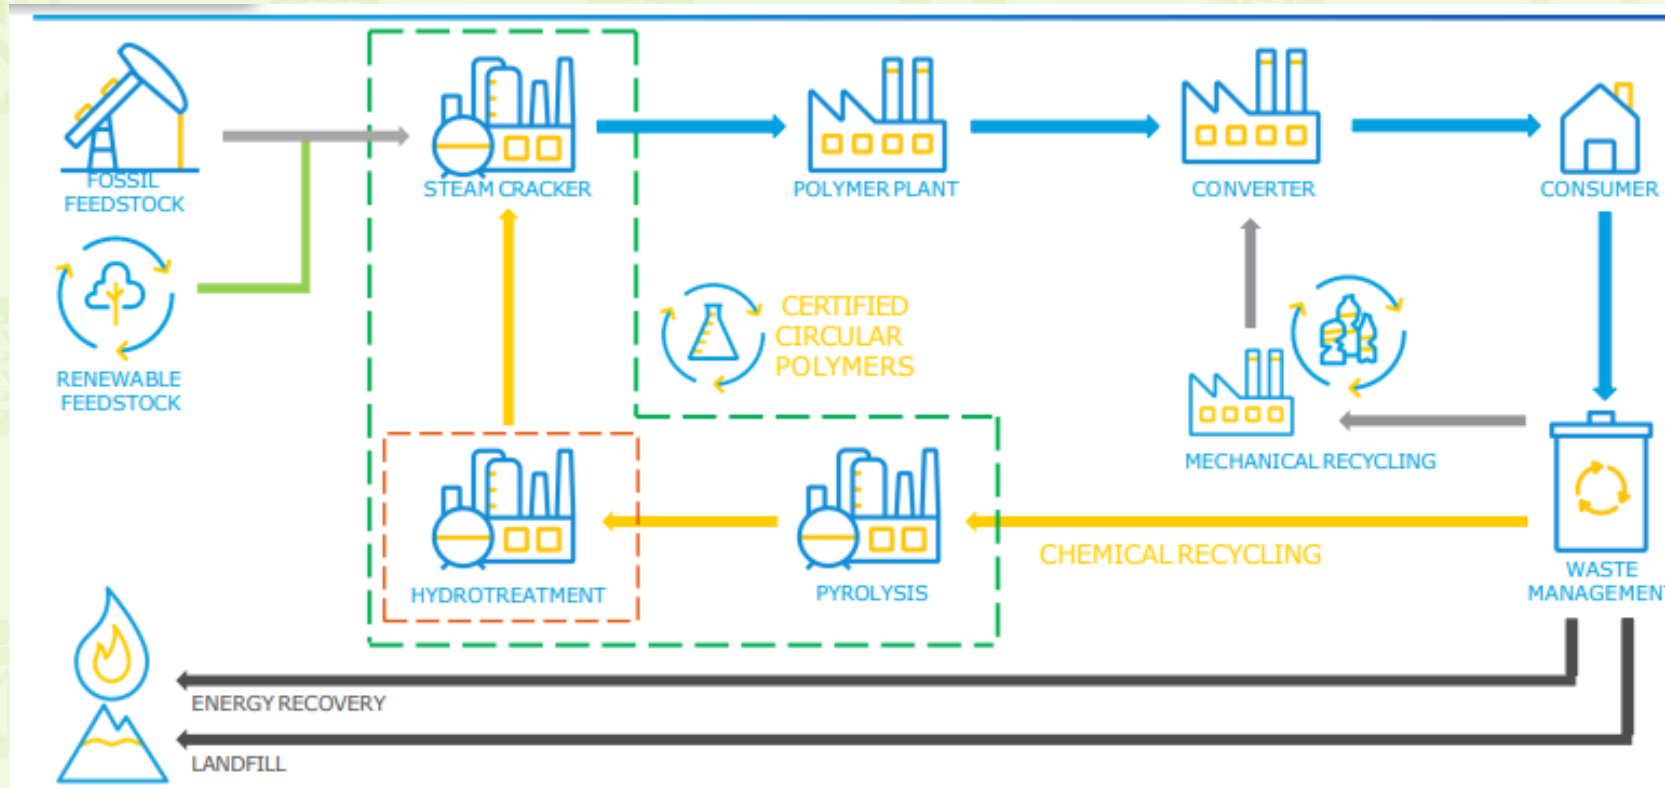 FOSSIL
FEEDSTOCK
STEAM CRACKER
POLYMER PLANT
CONVERTER
CONSUMER
RENEWABLE
FEEDSTOCK
CERTIFIED
CIRCULAR
POLYMERS
MECHANICAL RECYCLING
HYDROTREATMENT
PYROLYSIS
CHEMICAL RECYCLING
WASTE
MANAGEMENT
ENERGY RECOVERY
LANDFILL